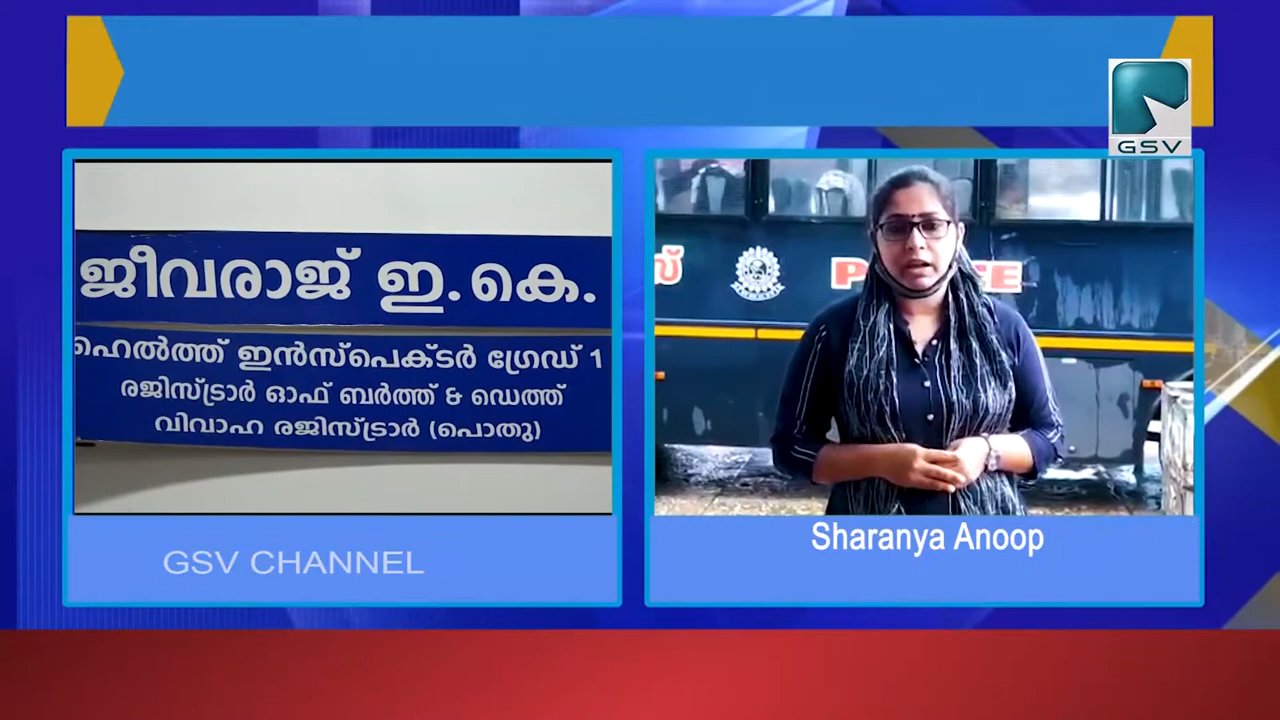 GSV
ജീവരാജ് ഇ.കെ.
ഹെൽത്ത് ഇൻസ്പെക്ടർ ഗ്രേഡ് 1
രജിസ്ട്രാർ ഓഫ് ബർത്ത് & ഡെത്ത്
വിവാഹ രജിസ്ട്രാർ (പൊതു)
GSV CHANNEL
Sharanya Anoop